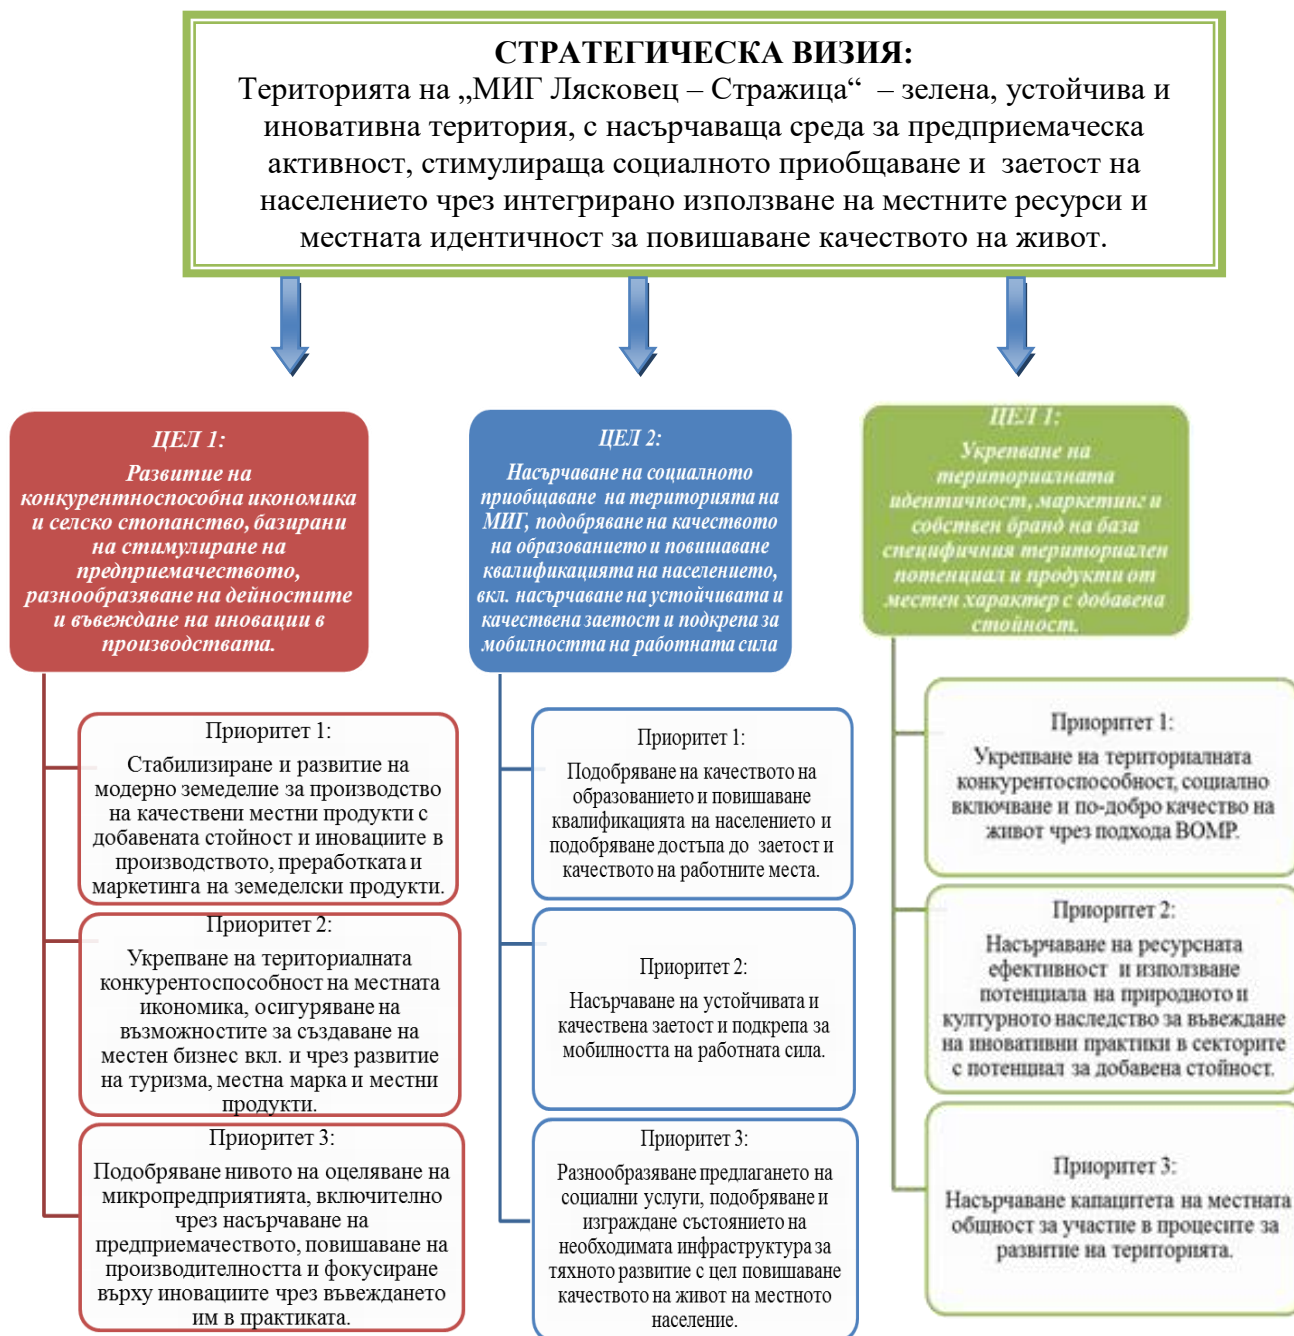 СТРАТЕГИЧЕСКА ВИЗИЯ:
Територията на „МИГ Лясковец – Стражица“ – зелена, устойчива и
иновативна територия, с насърчаваща среда за предприемаческа
активност, стимулираща социалното приобщаване и заетост на
населението чрез интегрирано използване на местните ресурси и
местната идентичност за повишаване качеството на живот.
ЦЕЛ 1:
Развитие на
конкурентноспособна икономика
и селско стопанство, базирани
на стимулиране на
предприемачеството,
разнообразяване на дейностите
и въвеждане на иновации в
производствата.
Приоритет 1:
Стабилизиране и развитие на
модерно земеделие за производство
на качествени местни продукти с
добавената стойност и иновациите в
производството, преработката и
маркетинга на земеделски продукти.
Приоритет 2:
Укрепване на териториалната
конкурентоспособност на местната
икономика, осигуряване на
възможностите за създаване на
местен бизнес вкл. и чрез развитие
на туризма, местна марка и местни
продукти.
Приоритет 3:
Подобряване нивото на оцеляване на
микропредприятията, включително
чрез насърчаване на
предприемачеството, повишаване на
производителността и фокусиране
върху иновациите чрез въвеждането
им в практиката.
ЦЕЛ 2:
Насърчаване на социалното
приобщаване на територията на
МИГ, подобряване на качеството
на образованието и повишаване
квалификацията на населението,
вкл. насърчаване на устойчивата и
качествена заетост и подкрепа за
мобилността на работната сила
Приоритет 1:
Подобряване на качеството на
образованието и повишаване
квалификацията на населението и
подобряване достъпа до заетост и
качеството на работните места.
Приоритет 2:
Насърчаване на устойчивата и
качествена заетост и подкрепа за
мобилността на работната сила.
Приоритет 3:
Разнообразяване предлагането на
социални услуги, подобряване и
изграждане състоянието на
необходимата инфраструктура за
тяхното развитие с цел повишаване
качеството на живот на местното
население.
ЦЕЛ 1:
Укрепване на
териториалната
идентичност, маркетинг и
собствен бранд на база
специфичния териториален
потенциал и продукти от
местен характер с добавена
стойност.
Приоритет 1:
Укрепване на териториалната
конкурентоспособност, социално
включване и по-добро качество на
живот чрез подхода ВОМР.
Приоритет 2:
Насърчаване на ресурсната
ефективност и използване
потенциала на природното и
културното наследство за въвеждане
на иновативни практики в секторите
с потенциал за добавена стойност.
Приоритет 3:
Насърчаване капацитета на местната
общност за участие в процесите за
развитие на територията.